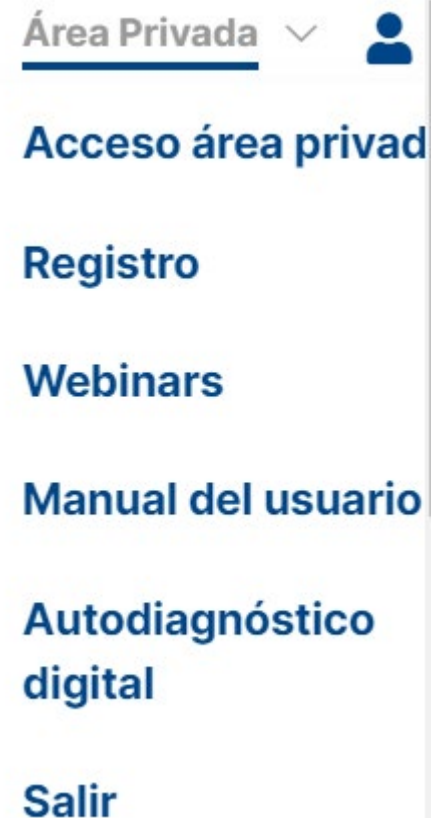 Área Privada
Acceso área privad
Registro
Webinars
Manual del usuario
Autodiagnóstico
digital
Salir